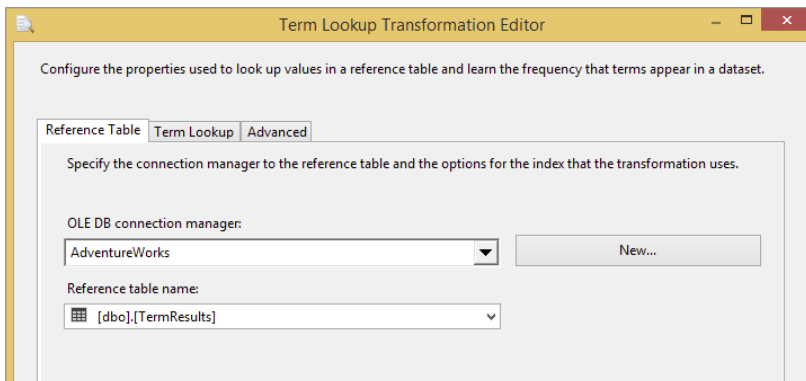 Term Lookup Transformation Editor
Configure the properties used to look up values in a reference table and learn the frequency that terms appear in a dataset.
Reference Table Term Lookup Advanced
Specify the connection manager to the reference table and the options for the index that the transformation uses.
OLE DB connection manager:
AdventureWorks New...
Reference table name:
[dbo].[TermResults]